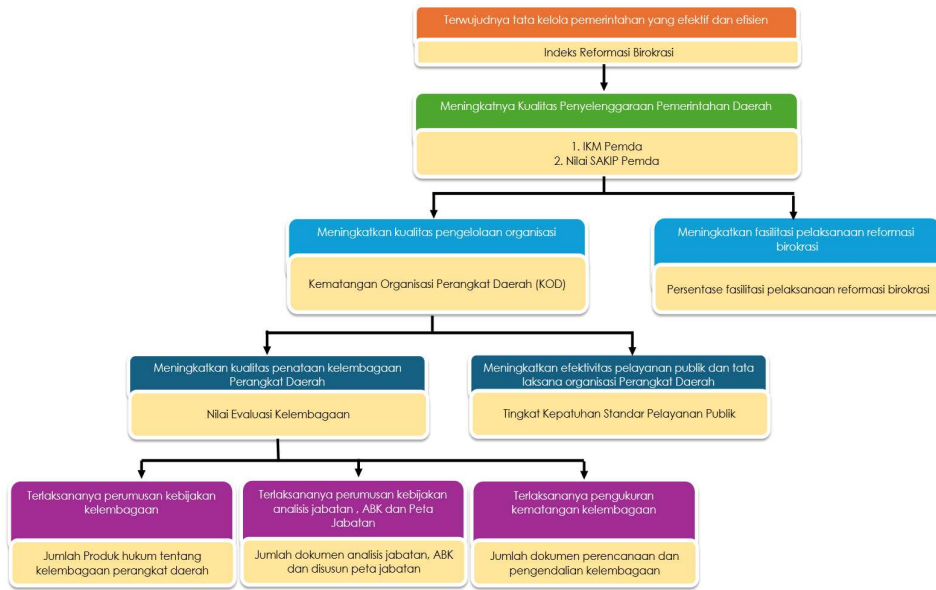 Terwujudnya tata kelola pemerintahan yang efektif dan efisien
Indeks Reformasi Birokrasi
Meningkatnya Kualitas Penyelenggaraan Pemerintahan Daerah
1. IKM Pemda
2. Nilai SAKIP Pemda
Meningkatkan kualitas pengelolaan organisasi
Kematangan Organisasi Perangkat Daerah (KOD)
Meningkatkan fasilitasi pelaksanaan reformasi
birokrasi
Persentase fasilitasi pelaksanaan reformasi birokrasi
Meningkatkan kualitas penataan kelembagaan
Perangkat Daerah
Nilai Evaluasi Kelembagaan
Meningkatkan efektivitas pelayanan publik dan tata
laksana organisasi Perangkat Daerah
Tingkat Kepatuhan Standar Pelayanan Publik
Terlaksananya perumusan kebijakan
kelembagaan
Jumlah Produk hukum tentang
kelembagaan perangkat daerah
Terlaksananya perumusan kebijakan
analisis jabatan , ABK dan Peta
Jabatan
Jumlah dokumen analisis jabatan, ABK
dan disusun peta jabatan
Terlaksananya pengukuran
kematangan kelembagaan
Jumlah dokumen perencanaan dan
pengendalian kelembagaan